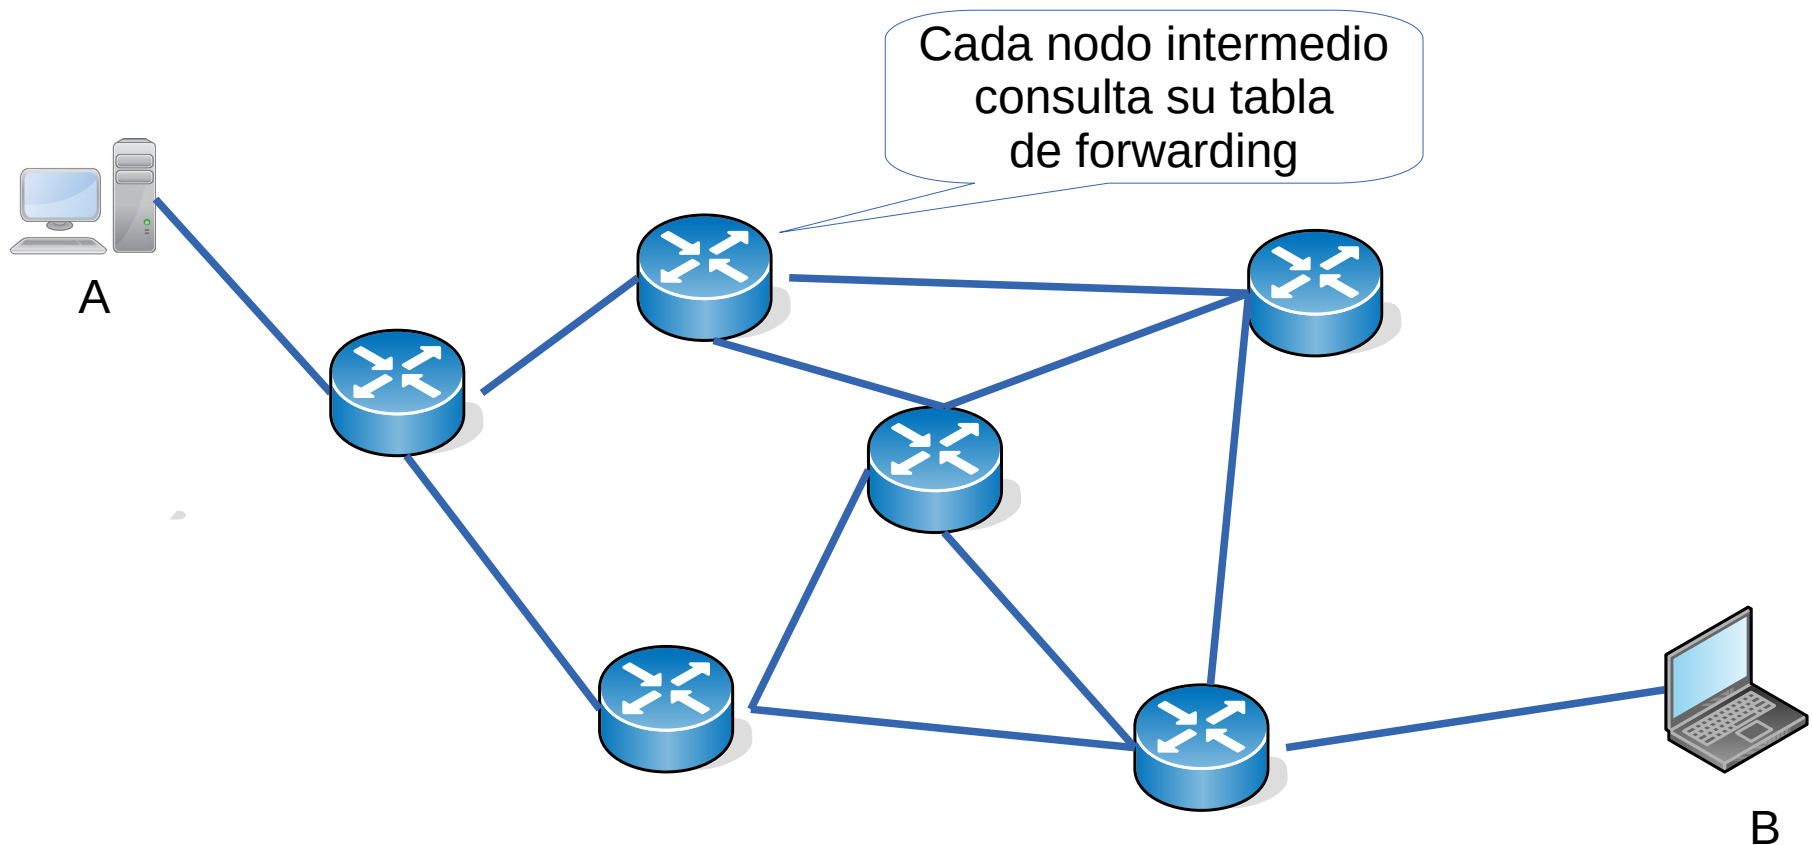 Cada nodo intermedio
consulta su tabla
de forwarding
A
B